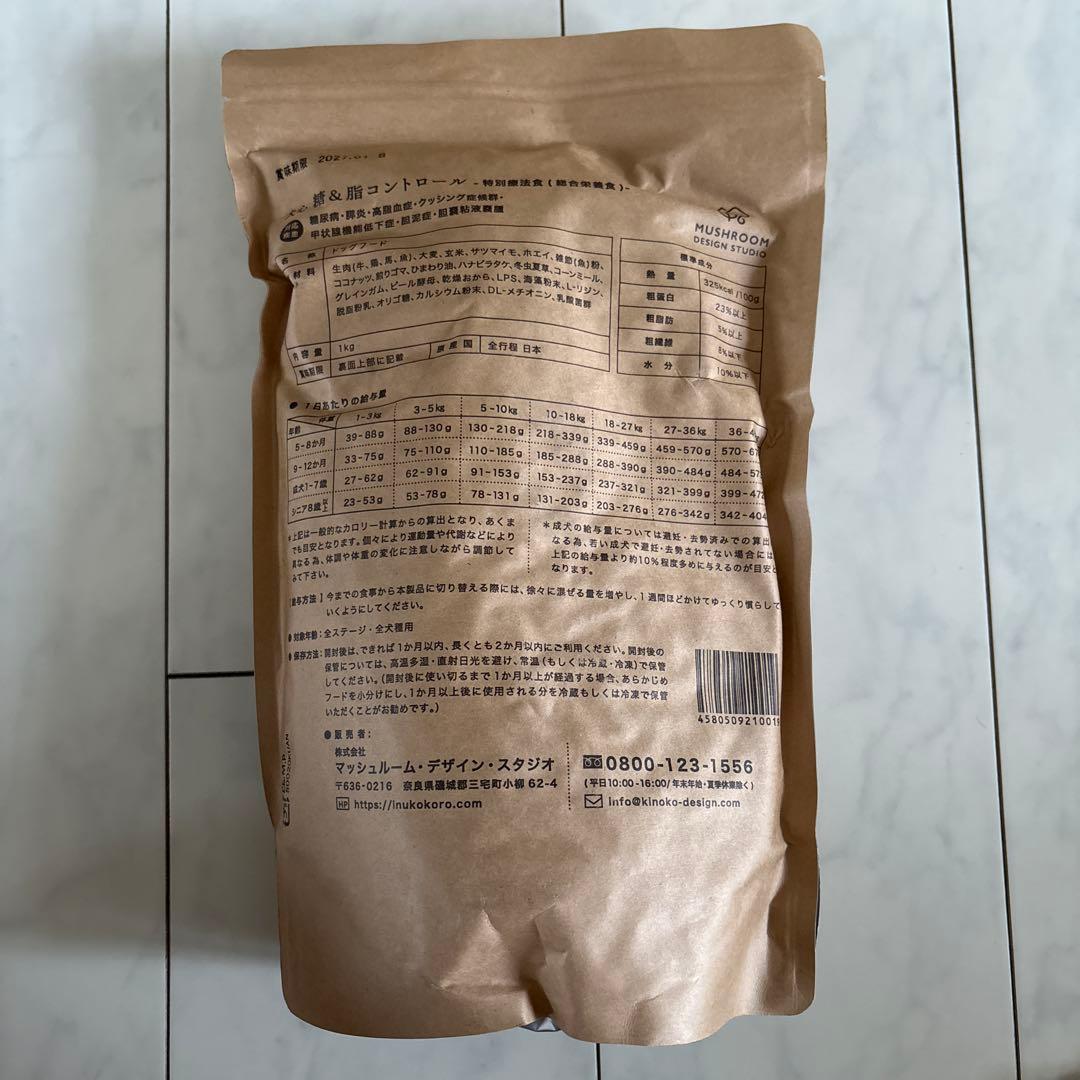 賞味期限
糖&脂コントロール -特別療法食(総合栄養食)-
糖尿病・膵炎・高脂血症・クッシング症候群・
甲状腺機能低下症・胆泥症・胆嚢粘液嚢腫
MUSHROOM
DESIGN STUDIO
名 称 ドッグフード
材料 生肉(牛、鶏、馬、魚)、大麦、玄米、サツマイモ、ホエイ、雑節(魚)粉、
ココナッツ、煎りゴマ、ひまわり油、ハナビラタケ、冬虫夏草、コーンミール、
グレインガム、ビール酵母、乾燥おから、LPS、海藻粉末、L-リジン、
脱脂粉乳、オリゴ糖、カルシウム粉末、DL-メチオニン、乳酸菌群
内容量 1kg
賞味期限 裏面上部に記載 原産国 全行程 日本
標準成分
熱量 325kcal/100g
粗蛋白 23%以上
粗脂肪 5%以上
粗繊維 8%以下
水分 10%以下
● 1日あたりの給与量
年齢 体重 1-3kg 3-5kg 5-10kg 10-18kg 18-27kg 27-36kg
5-8か月 39-88g 88-130g 130-218g 218-339g 339-459g 459-570g
9-12か月 33-75g 75-110g 110-185g 185-288g 288-390g 390-484g
成犬1-7歳 27-62g 62-91g 91-153g 153-237g 237-321g 321-399g 399-472
シニア8歳以上 23-53g 53-78g 78-131g 131-203g 203-276g 276-342g 342-404
*上記は一般的なカロリー計算からの算出となり、あくま
でも目安となります。個々により運動量や代謝などにより
異なる為、体調や体重の変化に注意しながら調節して
みて下さい。
*成犬の給与量については避妊・去勢済みでの算出
なる為、若い成犬で避妊・去勢されてない場合には
上記の給与量より約10%程度多めに与えるのが目安と
なります。
【給与方法】今までの食事から本製品に切り替える際には、徐々に混ぜる量を増やし、1週間ほどかけてゆっくり慣らして
いくようにしてください。
● 対象年齢:全ステージ・全犬種用
● 保存方法:開封後は、できれば1か月以内、長くとも2か月以内にご利用ください。開封後の
保管については、高温多湿・直射日光を避け、常温(もしくは冷蔵・冷凍)で保管
してください。(開封後に使い切るまで1か月以上が経過する場合、あらかじめ
フードを小分けにし、1か月以上後に使用される分を冷蔵もしくは冷凍で保管
いただくことがお勧めです。)
458050921001
● 販売者:
株式会社
マッシュルーム・デザイン・スタジオ
〒636-0216 奈良県磯城郡三宅町小柳 62-4
HP https://inukokoro.com
0800-123-1556
(平日10:00-16:00/年末年始・夏季休業除く)
info@kinoko-design.com